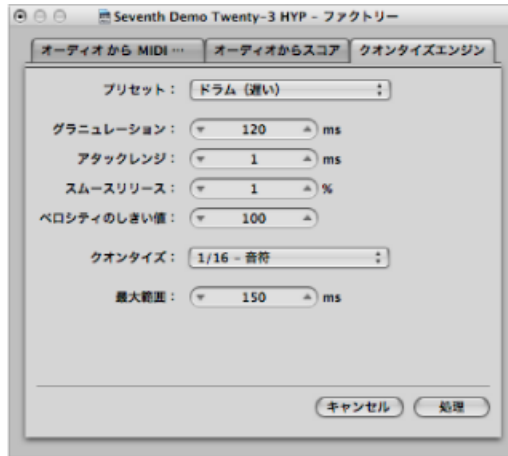 Seventh Demo Twenty-3 HYP - ファクトリー
オーディオ から MIDI … オーディオからスコア クオンタイズエンジン
プリセット： ドラム（遅い）
グラニュレーション： 120 ms
アタックレンジ： 1 ms
スムースリリース： 1 %
ベロシティのしきい値： 100
クオンタイズ： 1/16 - 音符
最大範囲： 150 ms
キャンセル 処理